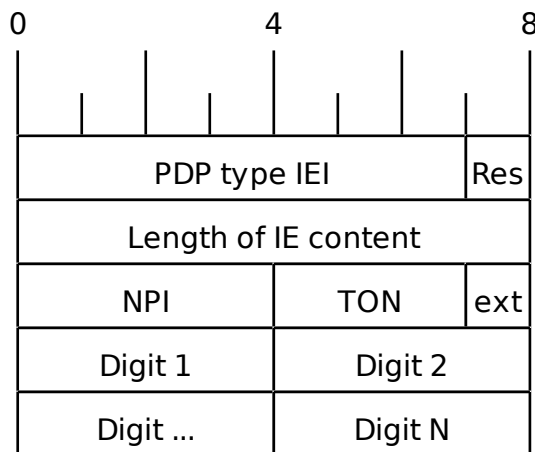 0 4 8
PDP type IEI Res
Length of IE content
NPI TON ext
Digit 1 Digit 2
Digit ... Digit N